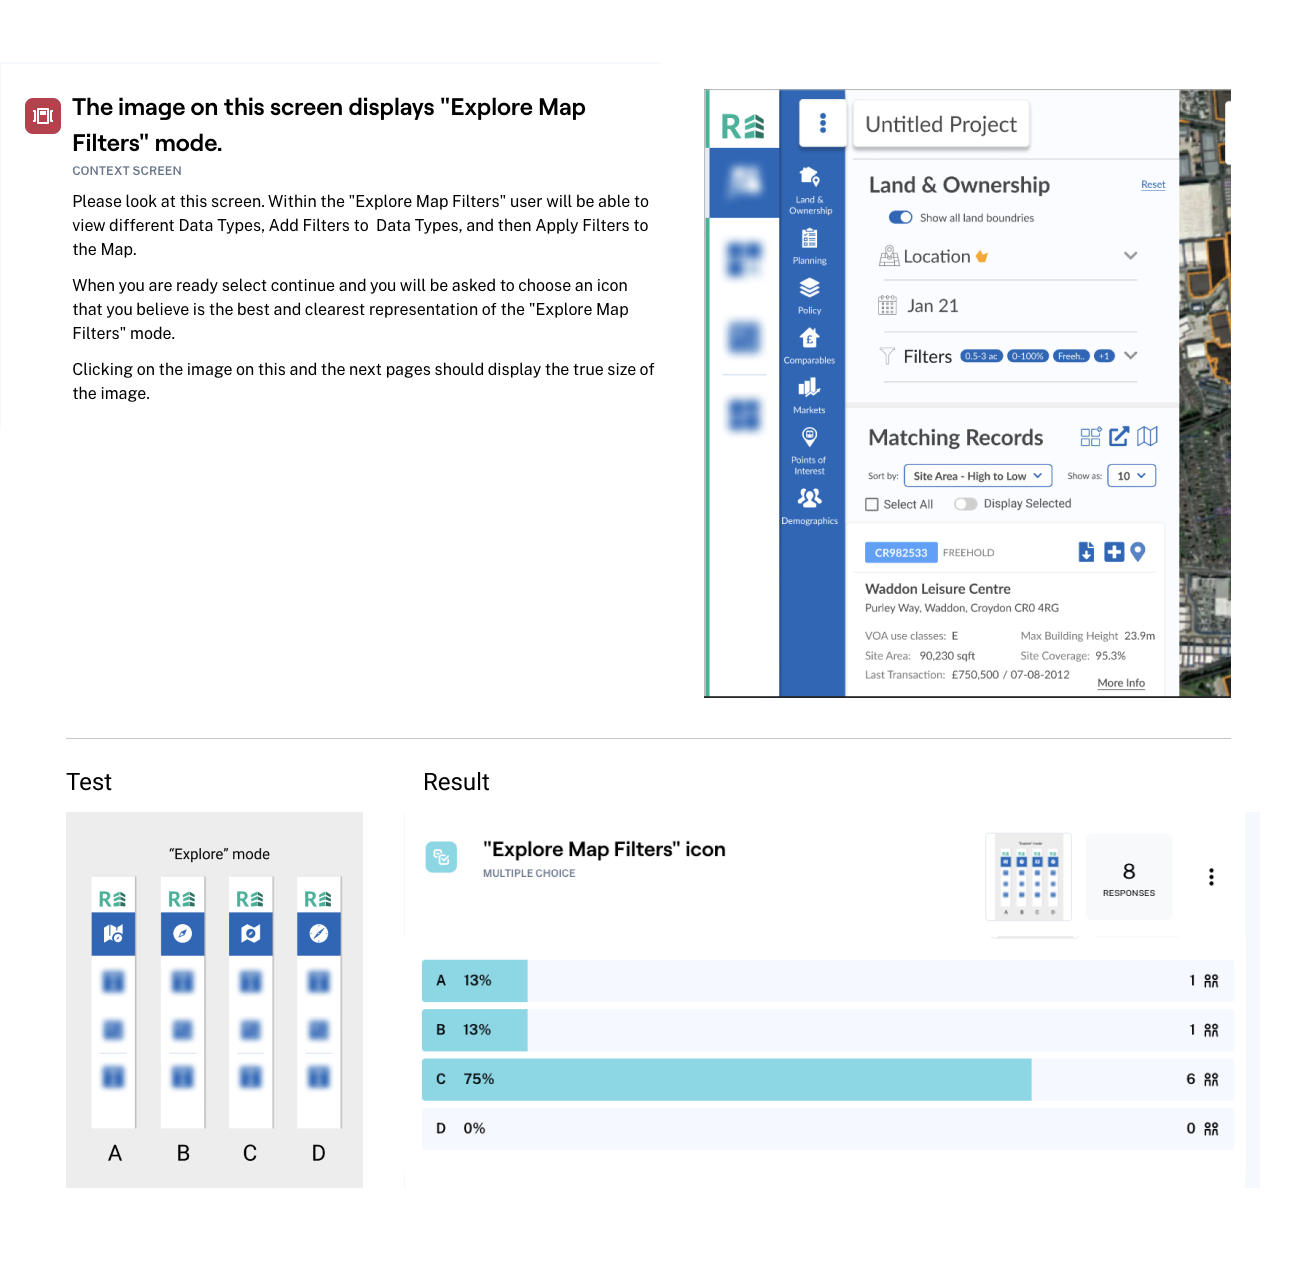 The image on this screen displays "Explore Map
Filters" mode.
CONTEXT SCREEN
Please look at this screen. Within the "Explore Map Filters" user will be able to
view different Data Types, Add Filters to  Data Types, and then Apply Filters to
the Map.
When you are ready select continue and you will be asked to choose an icon
that you believe is the best and clearest representation of the "Explore Map
Filters" mode.
Clicking on the image on this and the next pages should display the true size of
the image.
R
Untitled Project
Land &
Ownership
Planning
Policy
Comparables
Markets
Points of
Interest
Demographics
Land & Ownership
Reset
Show all land boundries
Location
Jan 21
Filters 0.5-3 ac 0-100% Freeh.. +1
Matching Records
Sort by: Site Area - High to Low Show as: 10
Select All Display Selected
CR982533 FREEHOLD
Waddon Leisure Centre
Purley Way, Waddon, Croydon CR0 4RG
VOA use classes: E Max Building Height 23.9m
Site Area: 90,230 sqft Site Coverage: 95.3%
Last Transaction: £750,500 / 07-08-2012
More Info
Test
"Explore" mode
R R R R
A B C D
Result
"Explore Map Filters" icon
MULTIPLE CHOICE
8
RESPONSES
A 13% 1
B 13% 1
C 75% 6
D 0% 0